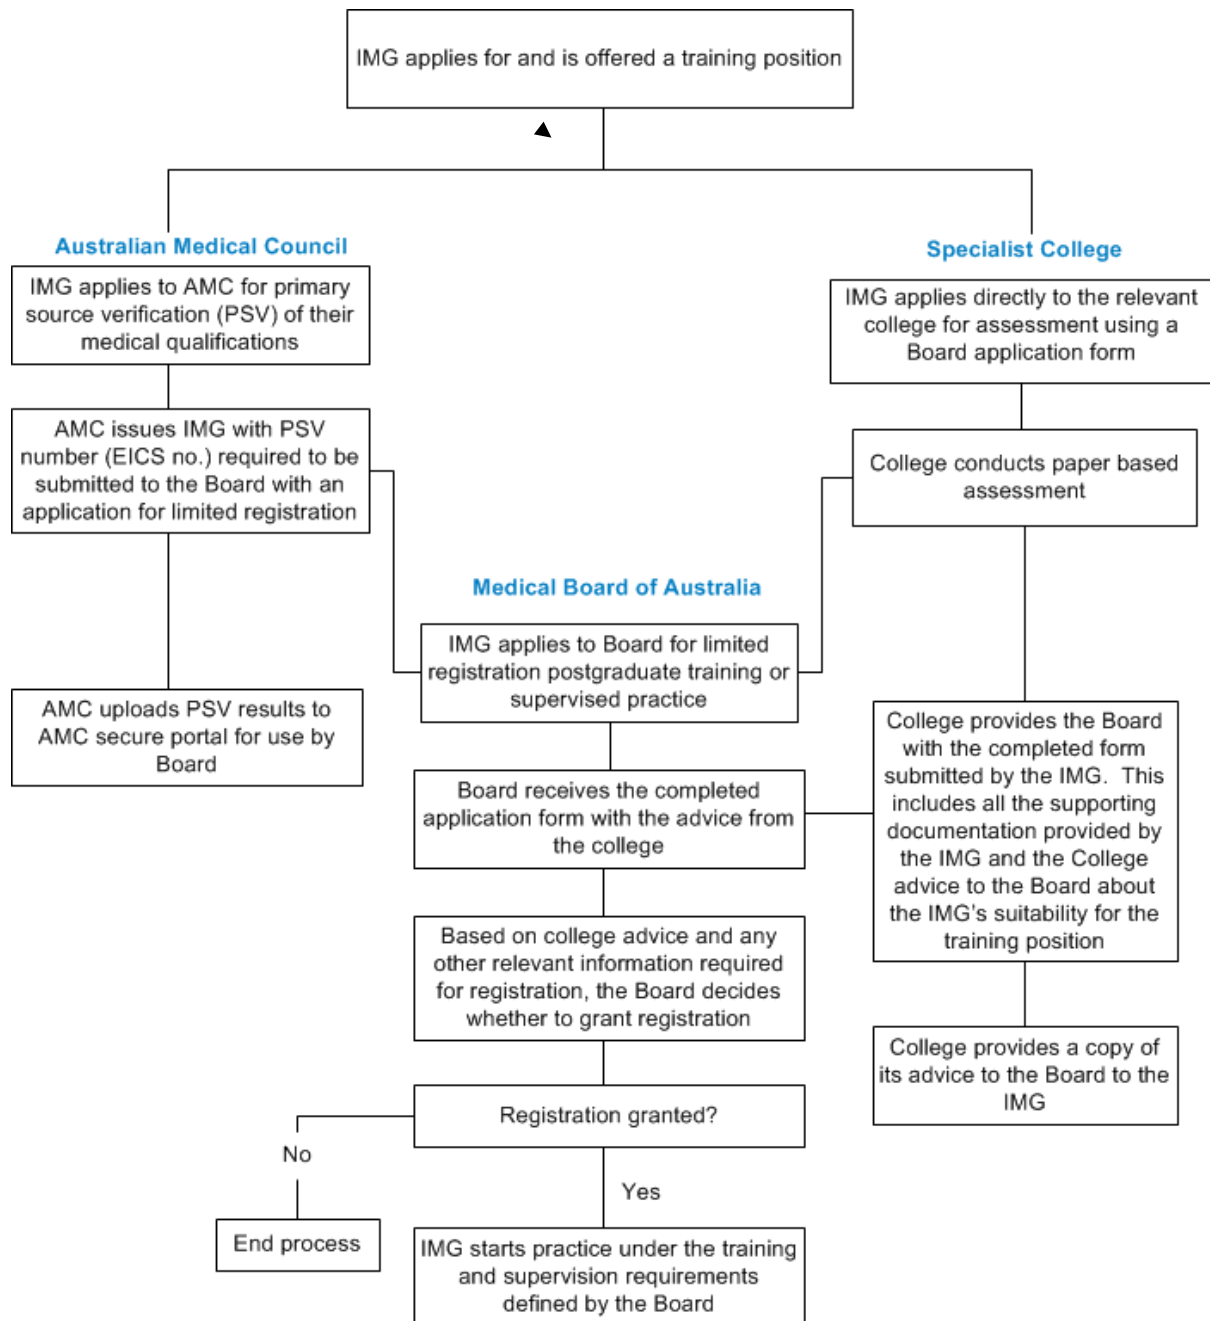 IMG applies for and is offered a training position
Australian Medical Council
IMG applies to AMC for primary
source verification (PSV) of their
medical qualifications
AMC issues IMG with PSV
number (EICS no.) required to be
submitted to the Board with an
application for limited registration
AMC uploads PSV results to
AMC secure portal for use by
Board
Specialist College
IMG applies directly to the relevant
college for assessment using a
Board application form
College conducts paper based
assessment
College provides the Board
with the completed form
submitted by the IMG.  This
includes all the supporting
documentation provided by
the IMG and the College
advice to the Board about
the IMG's suitability for the
training position
College provides a copy of
its advice to the Board to the
IMG
Medical Board of Australia
IMG applies to Board for limited
registration postgraduate training or
supervised practice
Board receives the completed
application form with the advice from
the college
Based on college advice and any
other relevant information required
for registration, the Board decides
whether to grant registration
Registration granted?
No
End process
Yes
IMG starts practice under the training
and supervision requirements
defined by the Board